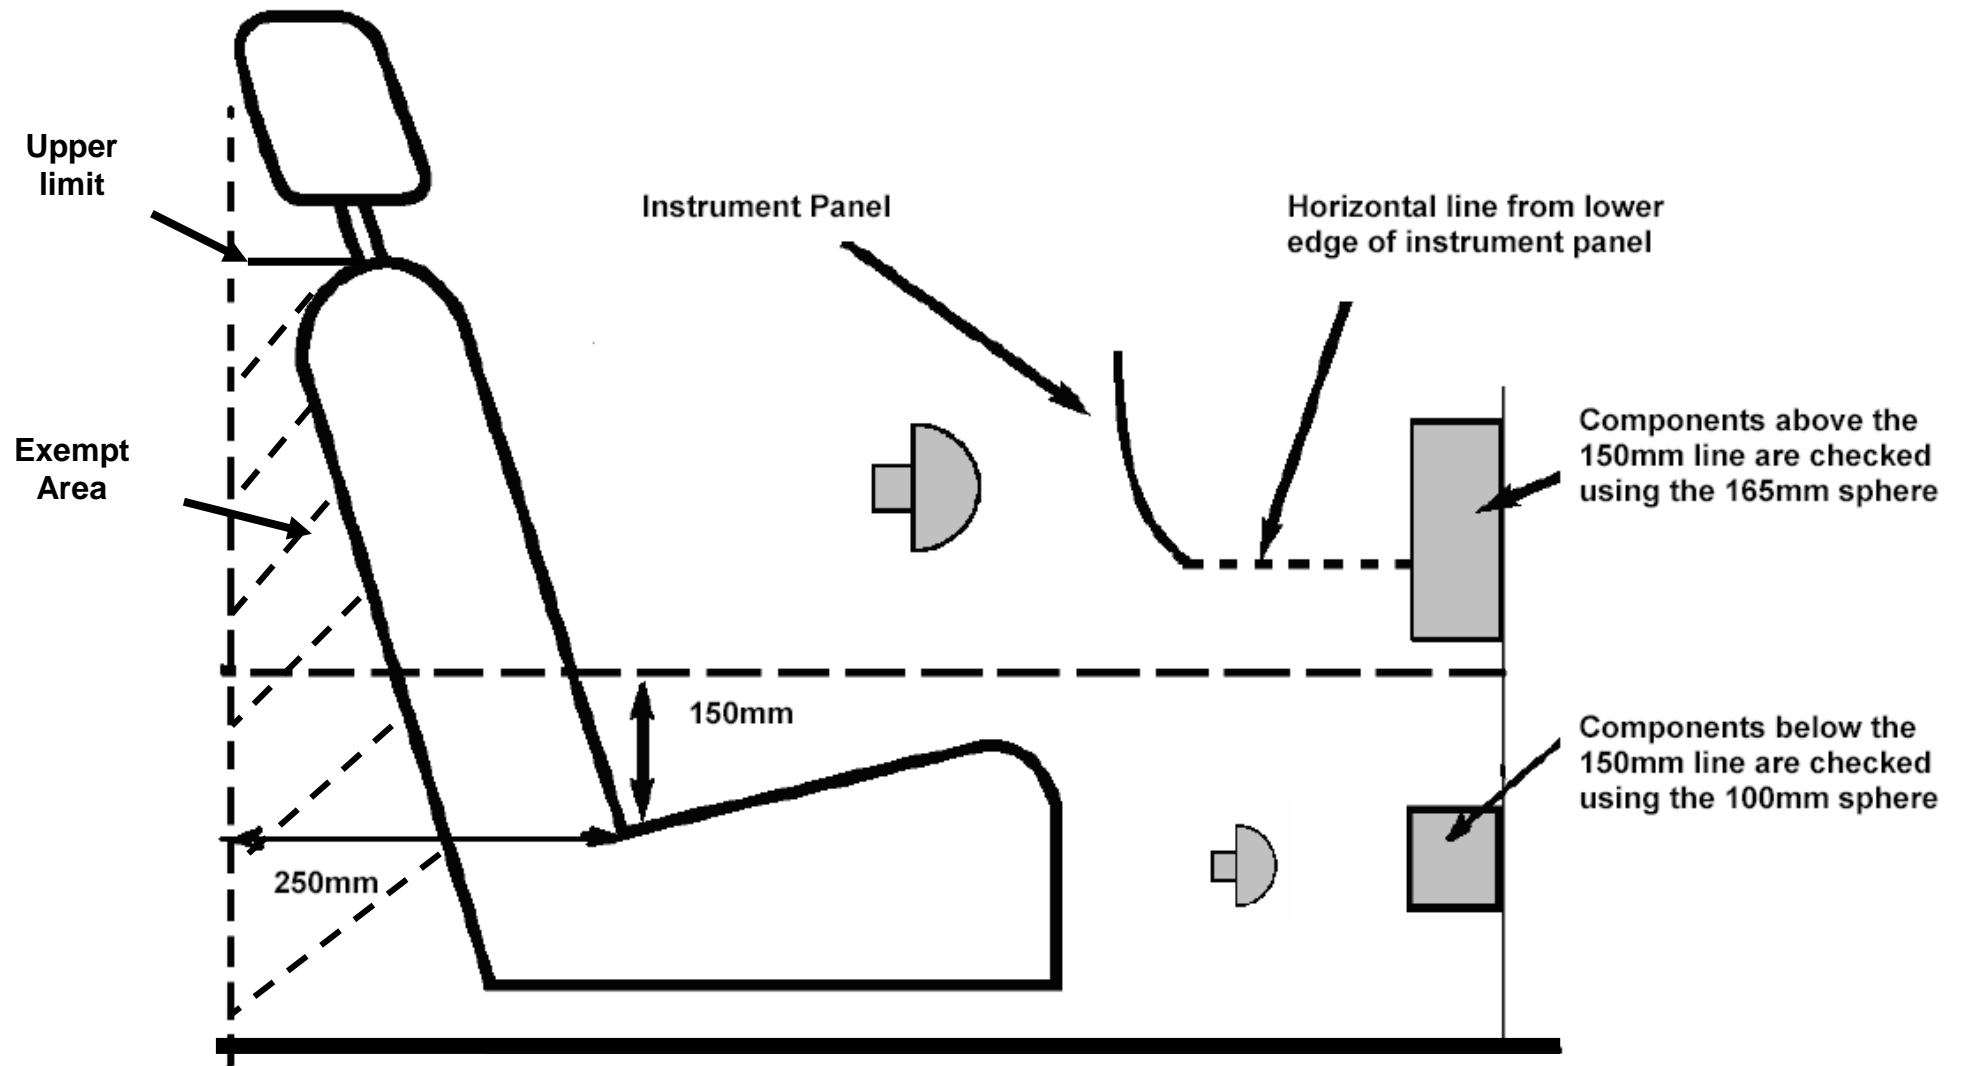 Upper
limit
Instrument Panel
Horizontal line from lower
edge of instrument panel
Exempt
Area
Components above the
150mm line are checked
using the 165mm sphere
150mm
Components below the
150mm line are checked
using the 100mm sphere
250mm